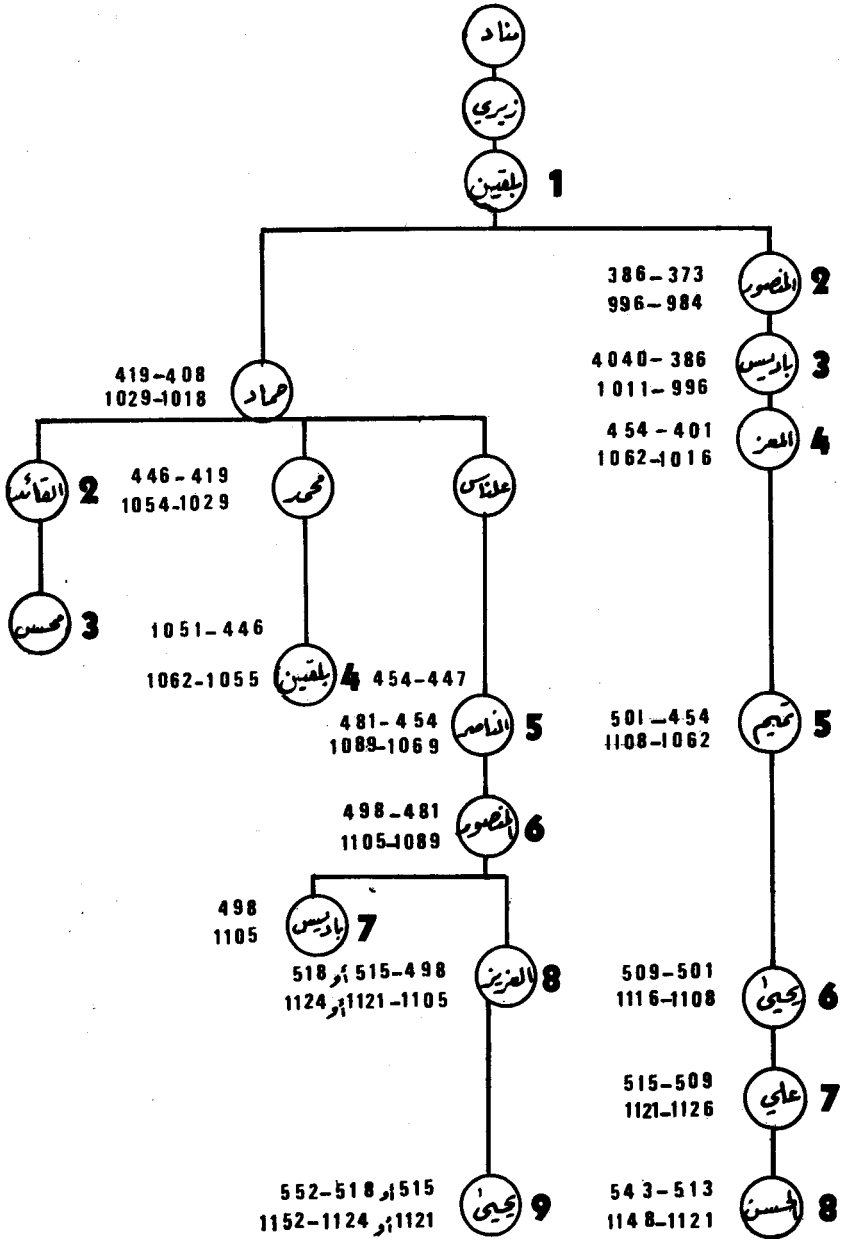 مناد
زيري
بلقين 1
386-373
996-984
المنصور 2
4040-386
1011-996
باديس 3
419-408
1029-1018
حماد
454-401
1062-1016
المعز 4
القائد 2
446-419
1054-1029
محمد
علناس
محسن 3
1051-446
1062-1055
بلقين 4 454-447
481-454
1089-1069
الناصر 5
501-454
1108-1062
تميم 5
498-481
1105-1089
المنصور 6
498
1105
باديس 7
518 أو 515-498
1124 أو 1121-1105
العزيز 8
509-501
1116-1108
يحيىٰ 6
515-509
1121-1126
علي 7
552-518 أو 515
1152-1124 أو 1121
يحيىٰ 9
543-513
1148-1121
الحسن 8